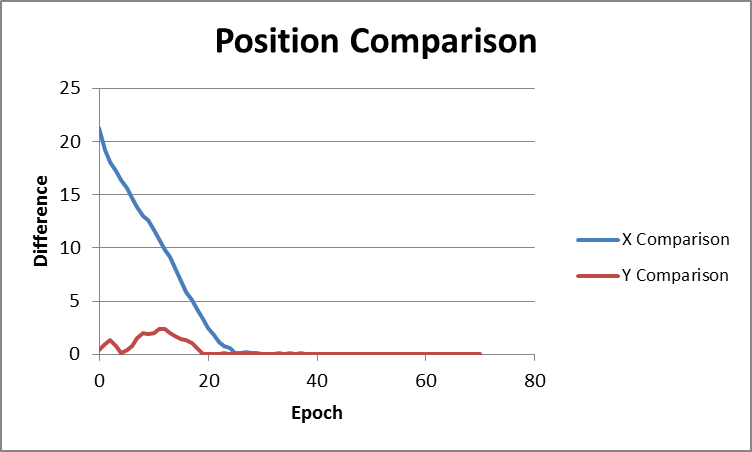 Position Comparison
25
20
15
10
5
0
Difference
0 20 40 60 80
Epoch
X Comparison
Y Comparison